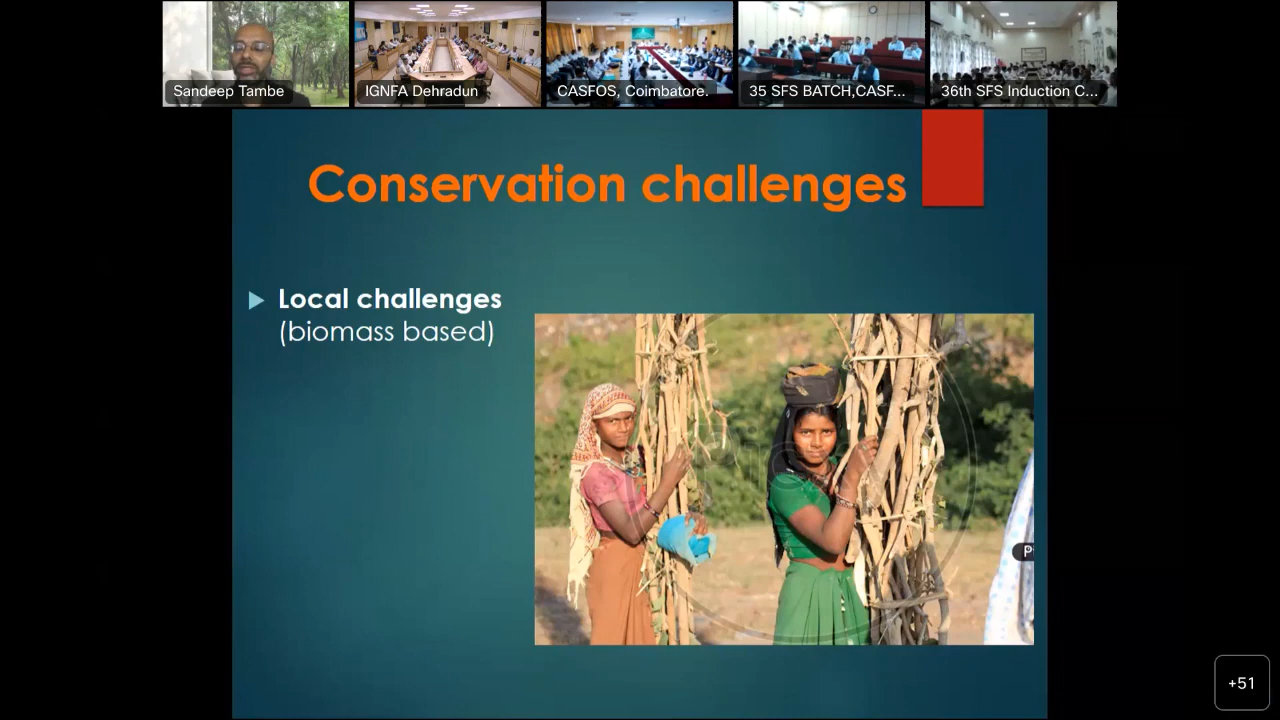 Sandeep Tambe
IGNFA Dehradun
CASFOS, Coimbatore.
35 SFS BATCH,CASF...
36th SFS Induction C...
Conservation challenges
Local challenges
(biomass based)
+51